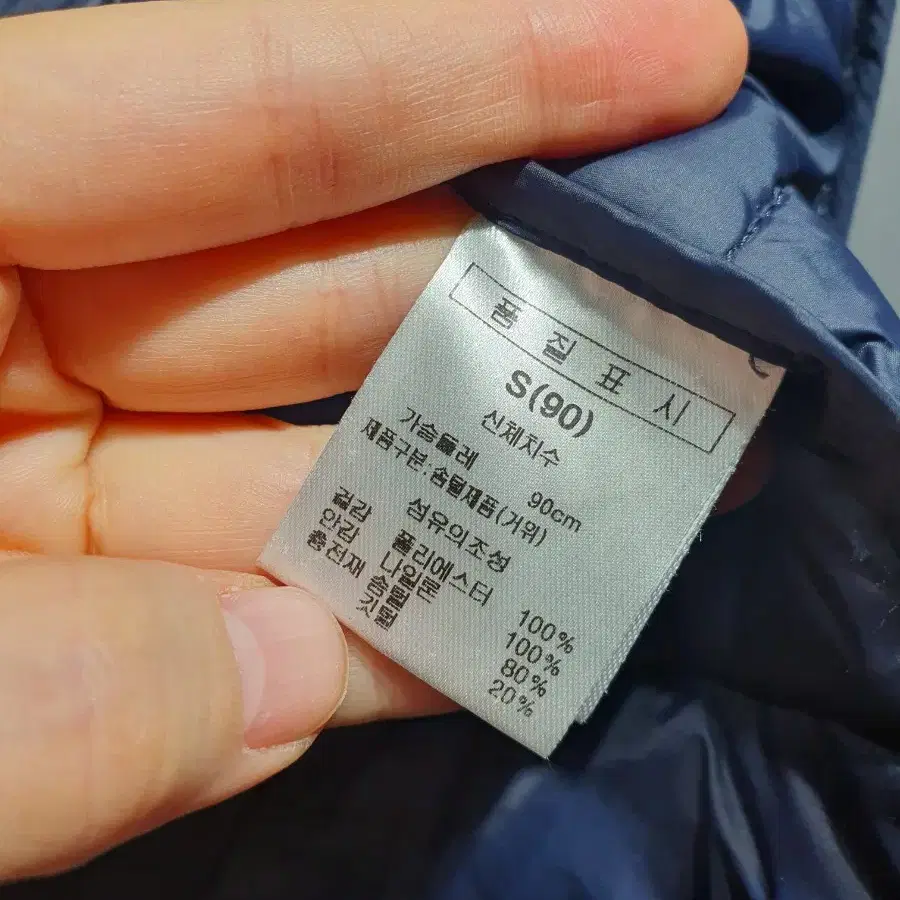 품 질 표 시
S(90)
신체치수
가슴둘레 90cm
제품구분:솜털제품(거위)
섬유의조성
겉감 폴리에스터 100%
안감 나일론 100%
충전재 솜털 80%
깃털 20%